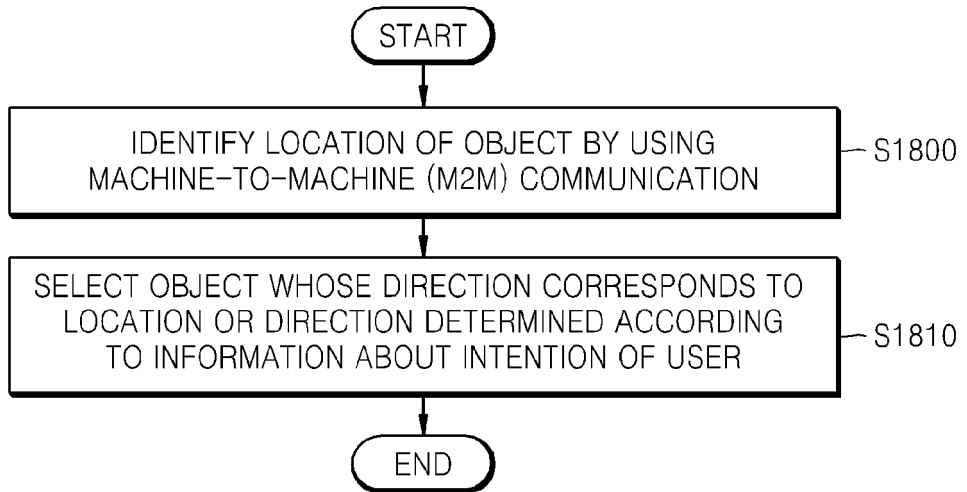 START
IDENTIFY LOCATION OF OBJECT BY USING
MACHINE-TO-MACHINE (M2M) COMMUNICATION
S1800
SELECT OBJECT WHOSE DIRECTION CORRESPONDS TO
LOCATION OR DIRECTION DETERMINED ACCORDING
TO INFORMATION ABOUT INTENTION OF USER
S1810
END